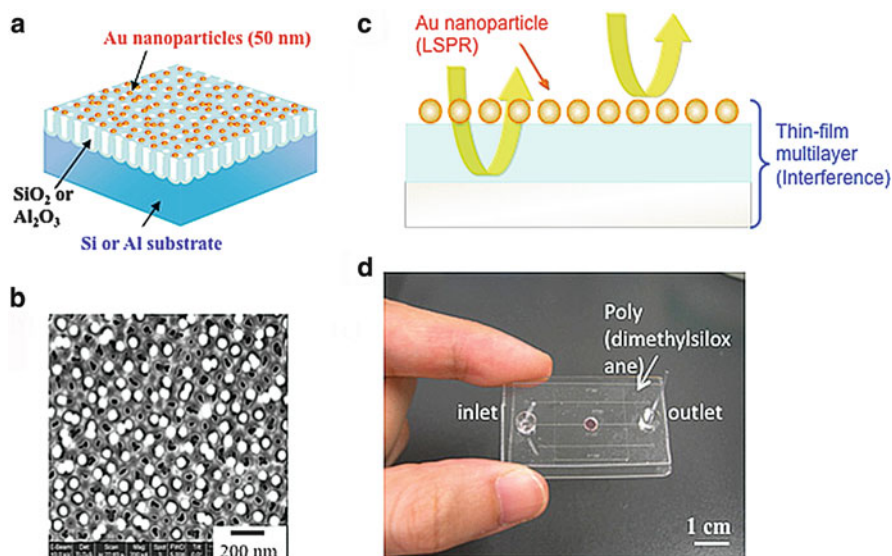 a
Au nanoparticles (50 nm)
SiO2 or
Al2O3
Si or Al substrate
b
200 nm
c
Au nanoparticle
(LSPR)
Thin-film
multilayer
(Interference)
d
Poly
(dimethylsilox
ane)
inlet
outlet
1 cm